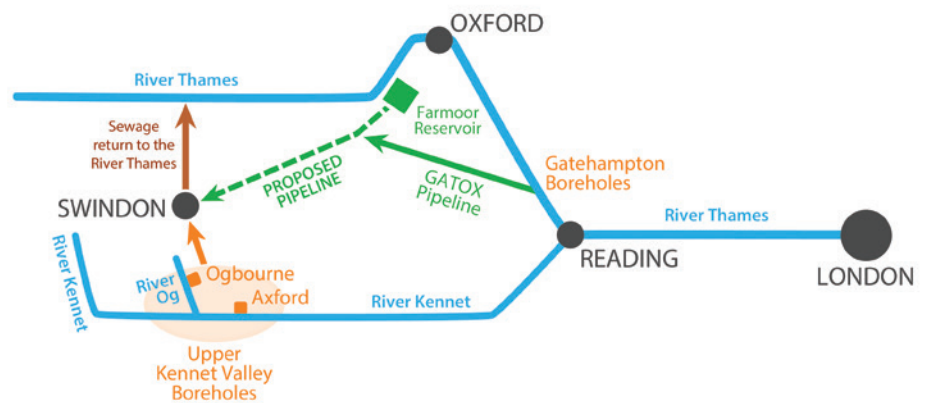 OXFORD
River Thames
Sewage
return to the
River Thames
Farmoor
Reservoir
PROPOSED
PIPELINE
GATOX
Pipeline
Gatehampton
Boreholes
SWINDON
River Thames
READING
LONDON
River Kennet
River
Og
Ogbourne
Axford
River Kennet
Upper
Kennet Valley
Boreholes